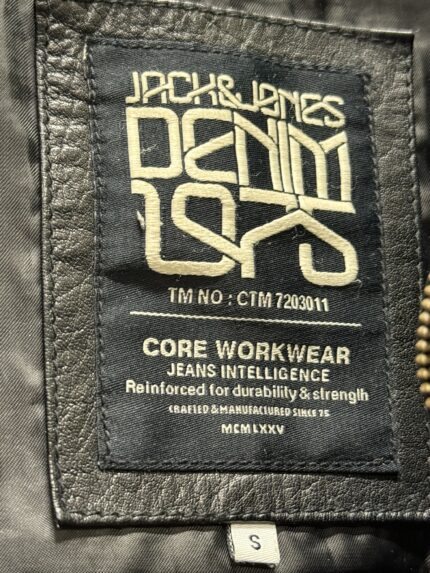 JACK&JONES
DENIM
TM NO : CTM 7203011
CORE WORKWEAR
JEANS INTELLIGENCE
Reinforced for durability & strength
CRAFTED & MANUFACTURED SINCE 75
MCMLXXV
S